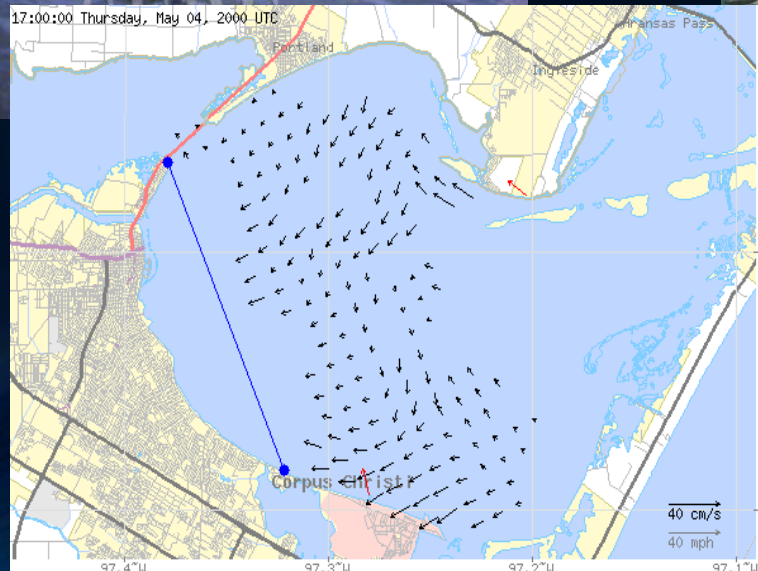 17:00:00 Thursday, May 04, 2000 UTC
Aransas Pass
Portland
Ingleside
Corpus Christi
40 cm/s
40 mph
97.4°W
97.3°W
97.2°W
97.1°W